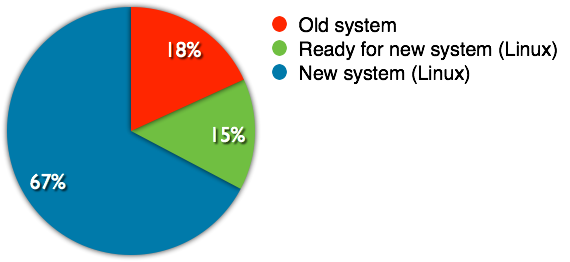 18%
15%
67%
Old system
Ready for new system (Linux)
New system (Linux)